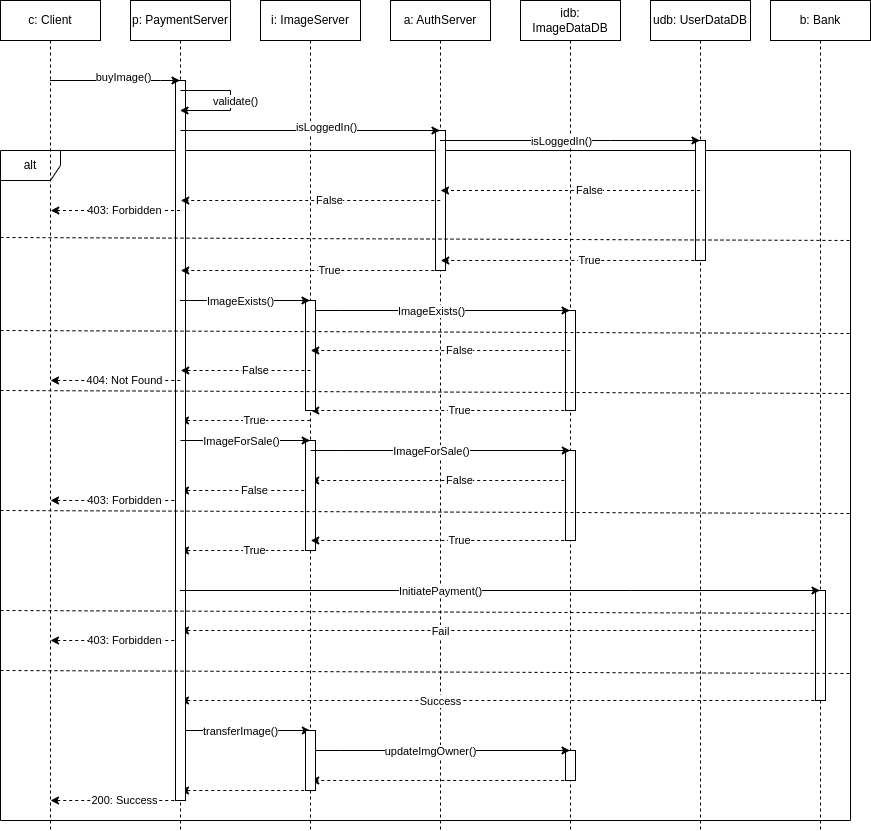 c: Client
p: PaymentServer
i: ImageServer
a: AuthServer
idb:
ImageDataDB
udb: UserDataDB
b: Bank
buyImage()
validate()
isLoggedIn()
isLoggedIn()
alt
False
False
403: Forbidden
True
True
ImageExists()
ImageExists()
False
False
404: Not Found
True
True
ImageForSale()
ImageForSale()
False
False
403: Forbidden
True
True
InitiatePayment()
Fail
403: Forbidden
Success
transferImage()
updateImgOwner()
200: Success